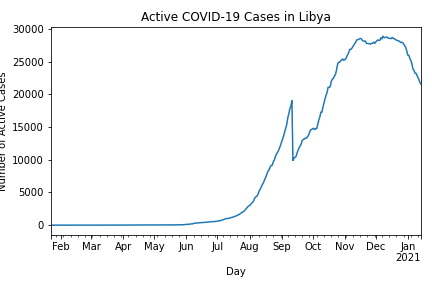 Active COVID-19 Cases in Libya
30000
25000
20000
15000
10000
5000
0
Number of Active Cases
Feb Mar Apr May Jun Jul Aug Sep Oct Nov Dec Jan
2021
Day